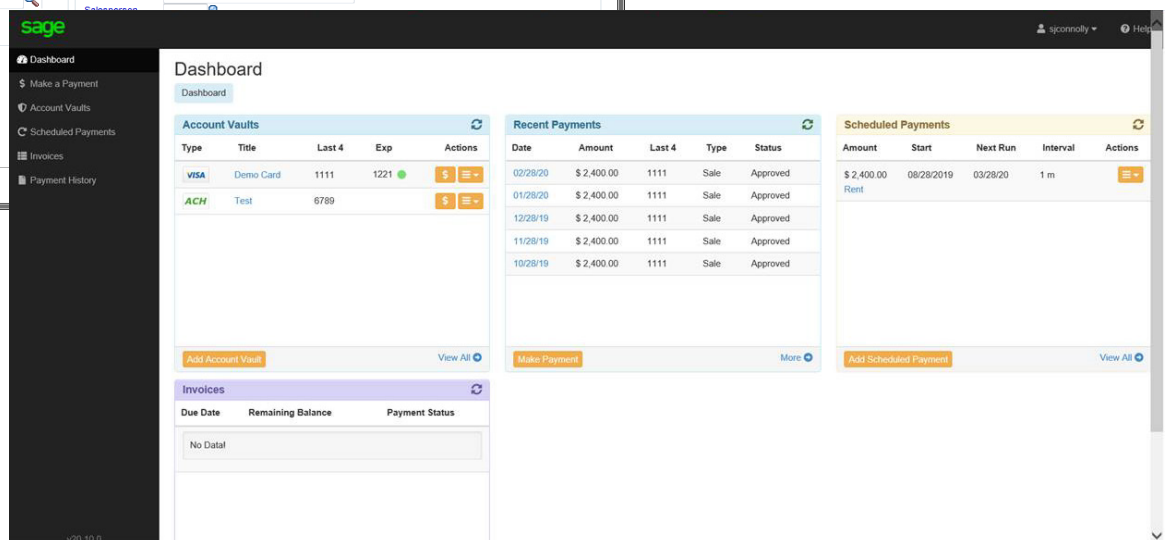 Salesperson
sage
sjconnolly
Help
Dashboard
$ Make a Payment
Account Vaults
Scheduled Payments
Invoices
Payment History
v20.10.0
Dashboard
Dashboard
Account Vaults
Type Title Last 4 Exp Actions
VISA Demo Card 1111 1221 $
ACH Test 6789 $
Add Account Vault View All
Recent Payments
Date Amount Last 4 Type Status
02/28/20 $ 2,400.00 1111 Sale Approved
01/28/20 $ 2,400.00 1111 Sale Approved
12/28/19 $ 2,400.00 1111 Sale Approved
11/28/19 $ 2,400.00 1111 Sale Approved
10/28/19 $ 2,400.00 1111 Sale Approved
Make Payment More
Scheduled Payments
Amount Start Next Run Interval Actions
$ 2,400.00 08/28/2019 03/28/20 1 m
Rent
Add Scheduled Payment View All
Invoices
Due Date Remaining Balance Payment Status
No Data!